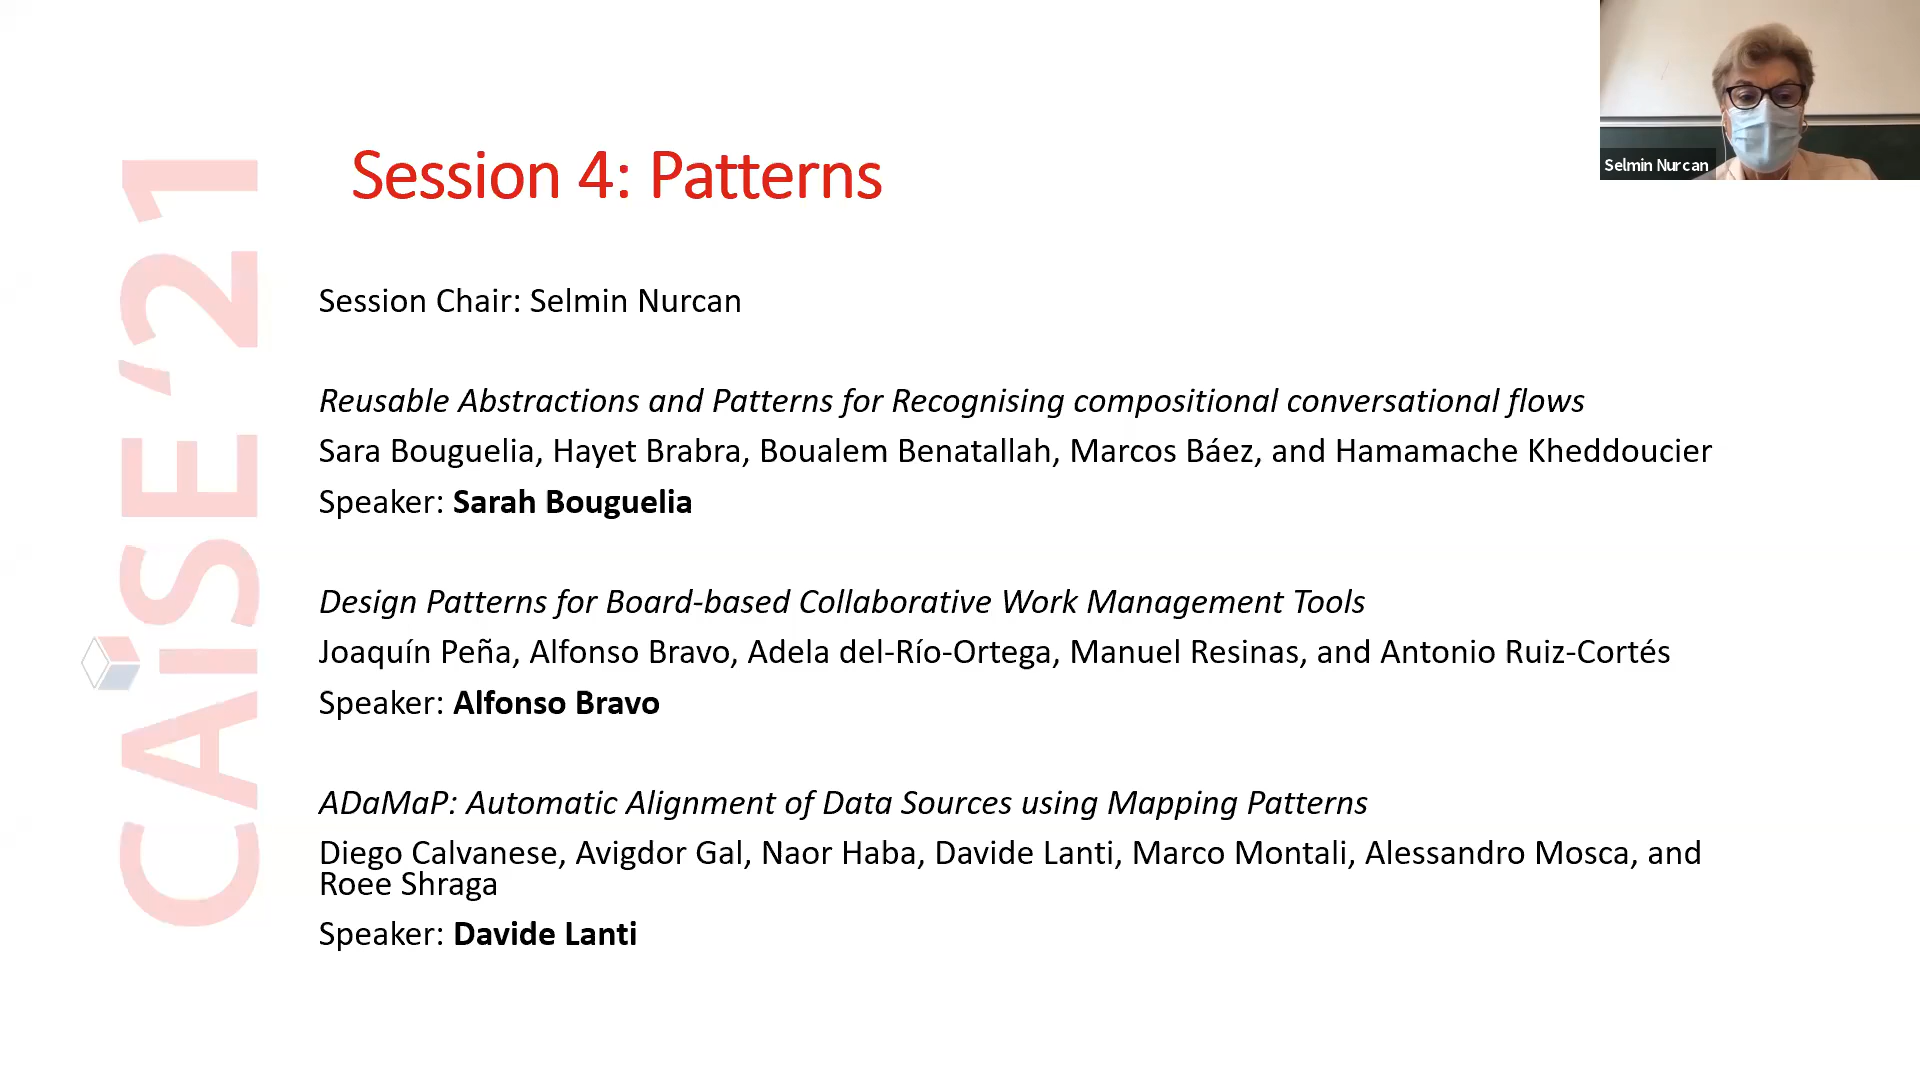 Selmin Nurcan
CAiSE '21
Session 4: Patterns
Session Chair: Selmin Nurcan
Reusable Abstractions and Patterns for Recognising compositional conversational flows
Sara Bouguelia, Hayet Brabra, Boualem Benatallah, Marcos Báez, and Hamamache Kheddoucier
Speaker: Sarah Bouguelia
Design Patterns for Board-based Collaborative Work Management Tools
Joaquín Peña, Alfonso Bravo, Adela del-Río-Ortega, Manuel Resinas, and Antonio Ruiz-Cortés
Speaker: Alfonso Bravo
ADaMaP: Automatic Alignment of Data Sources using Mapping Patterns
Diego Calvanese, Avigdor Gal, Naor Haba, Davide Lanti, Marco Montali, Alessandro Mosca, and
Roee Shraga
Speaker: Davide Lanti